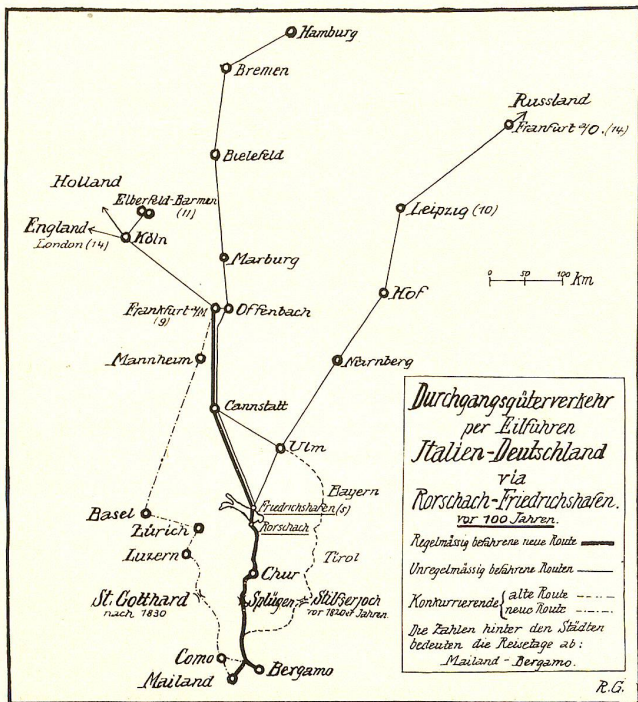 Hamburg
Bremen
Russland
Franfurt a/O. (14)
Bielefeld
Holland
Elberfeld-Barmen
(11)
Leipzig (10)
England
London (14)
Köln
Marburg
Hof
0 50 100 km
Frankfurt a/M
(9)
Offenbach
Mannheim
Nürnberg
Cannstatt
Ulm
Bayern
Friedrichshafen (5)
Basel
Zürich
Rorschach
Luzern
Tirol
Chur
St. Gotthard
nach 1830
Splügen
Stilfserjoch
vor 1820er Jahren.
Como
Mailand
Bergamo
Durchgangsgüterverkehr
per Eilfuhren
Italien-Deutschland
via
Rorschach-Friedrichshafen.
vor 100 Jahren.
Regelmässig befahrene neue Route
Unregelmässig befahrene Routen
Konkurrierende { alte Route
neue Route
Die Zahlen hinter den Städten
bedeuten die Reisetage ab:
Mailand - Bergamo.
R.G.